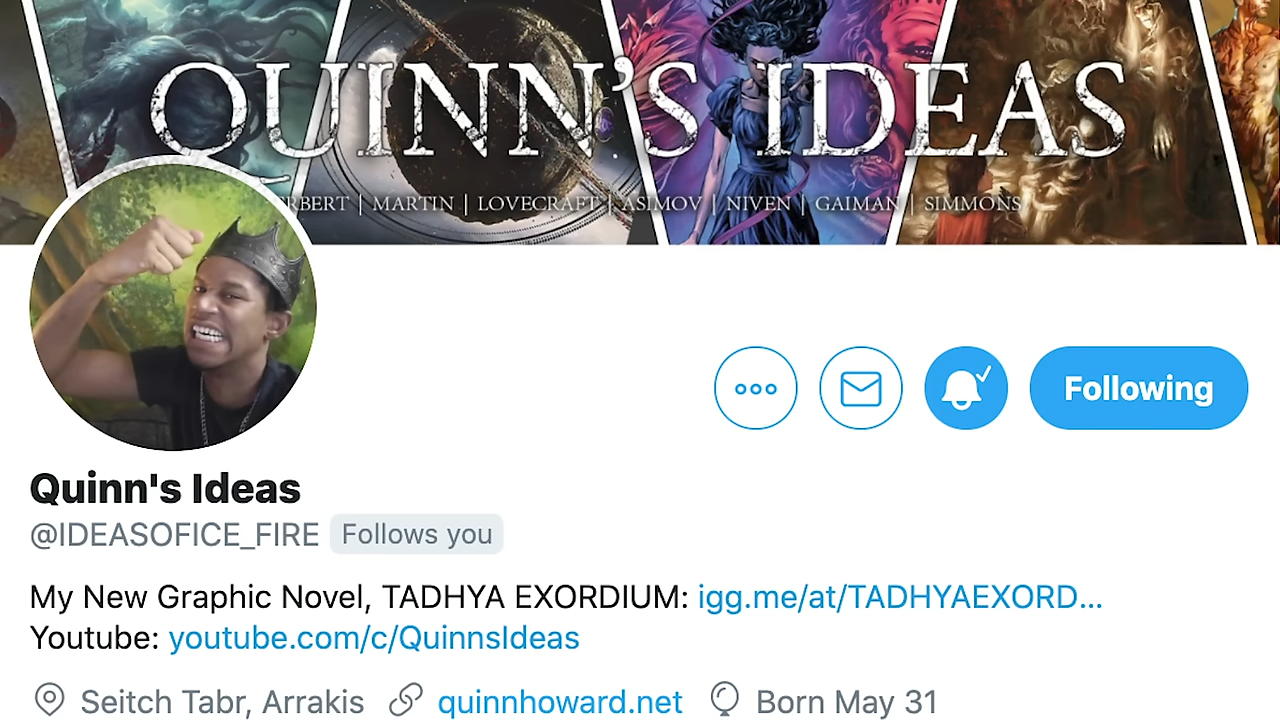 QUINN'S IDEAS
RBERT | MARTIN | LOVECRAFT | ASIMOV | NIVEN | GAIMAN | SIMMONS
Following
Quinn's Ideas
@IDEASOFICE_FIRE Follows you
My New Graphic Novel, TADHYA EXORDIUM: igg.me/at/TADHYAEXORD...
Youtube: youtube.com/c/QuinnsIdeas
Seitch Tabr, Arrakis quinnhoward.net Born May 31